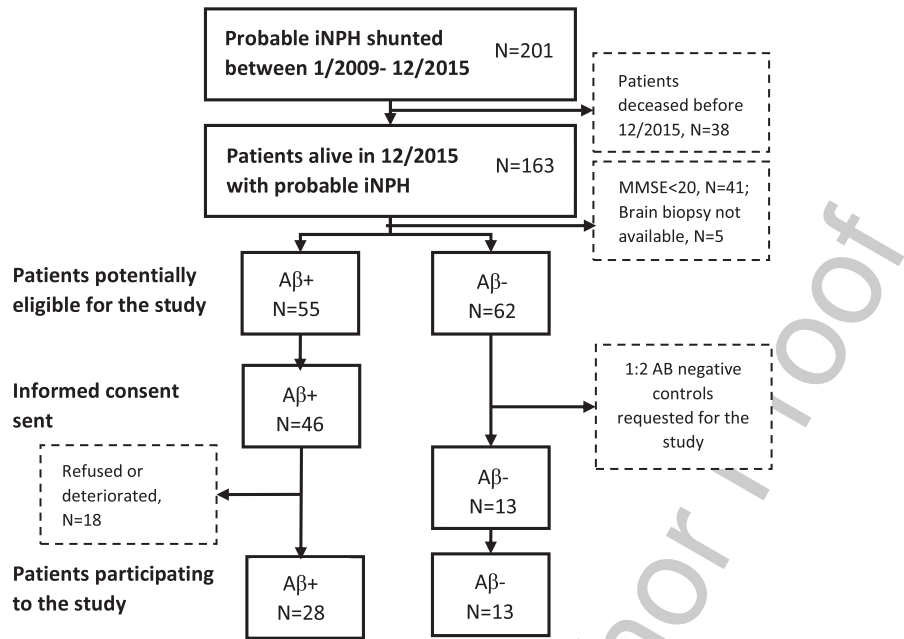 Probable iNPH shunted
between 1/2009- 12/2015
N=201
Patients
deceased before
12/2015, N=38
Patients alive in 12/2015
with probable iNPH
N=163
MMSE<20, N=41;
Brain biopsy not
available, N=5
Patients potentially
eligible for the study
Aβ+
N=55
Aβ-
N=62
1:2 AB negative
controls
requested for the
study
Informed consent
sent
Aβ+
N=46
Refused or
deteriorated,
N=18
Aβ-
N=13
Patients participating
to the study
Aβ+
N=28
Aβ-
N=13
Proof